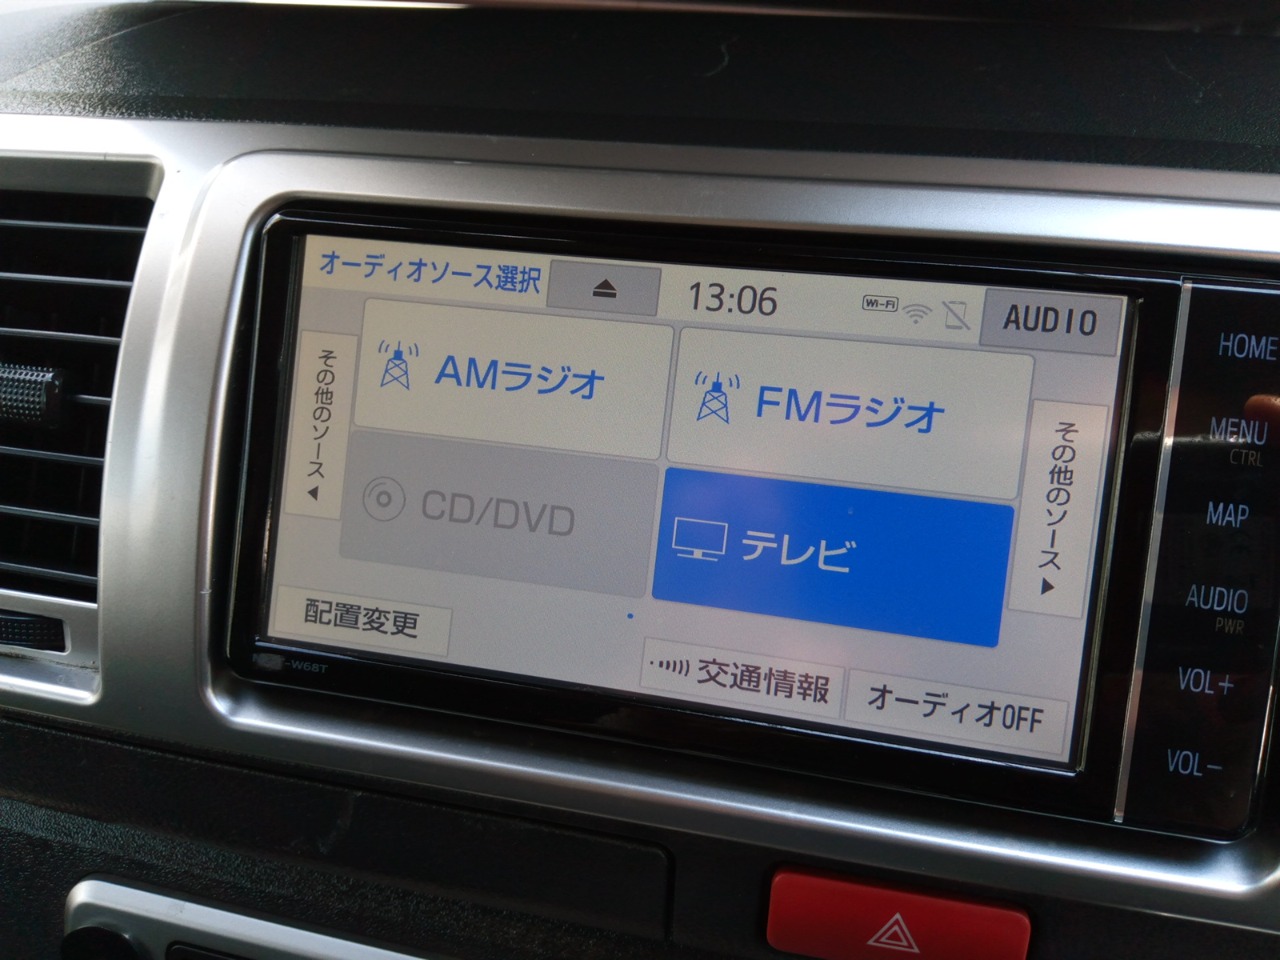 オーディオソース選択
13:06
Wi-Fi
AUDIO
その他のソース
AMラジオ
FMラジオ
その他のソース
CD/DVD
テレビ
配置変更
交通情報
オーディオOFF
-W68T
HOME
MENU
CTRL
MAP
AUDIO
PWR
VOL+
VOL-